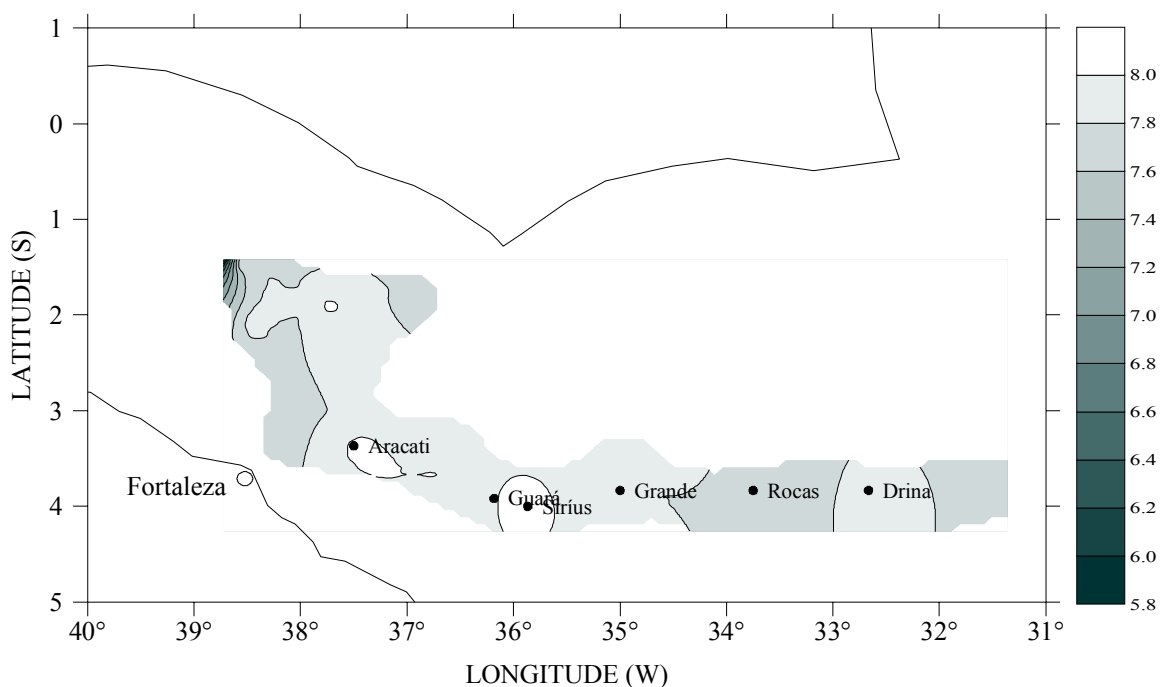 1
0
1
2
3
4
5
LATITUDE (S)
40° 39° 38° 37° 36° 35° 34° 33° 32° 31°
LONGITUDE (W)
Fortaleza
Aracati
Guará
Siríus
Grande
Rocas
Drina
8.0
7.8
7.6
7.4
7.2
7.0
6.8
6.6
6.4
6.2
6.0
5.8